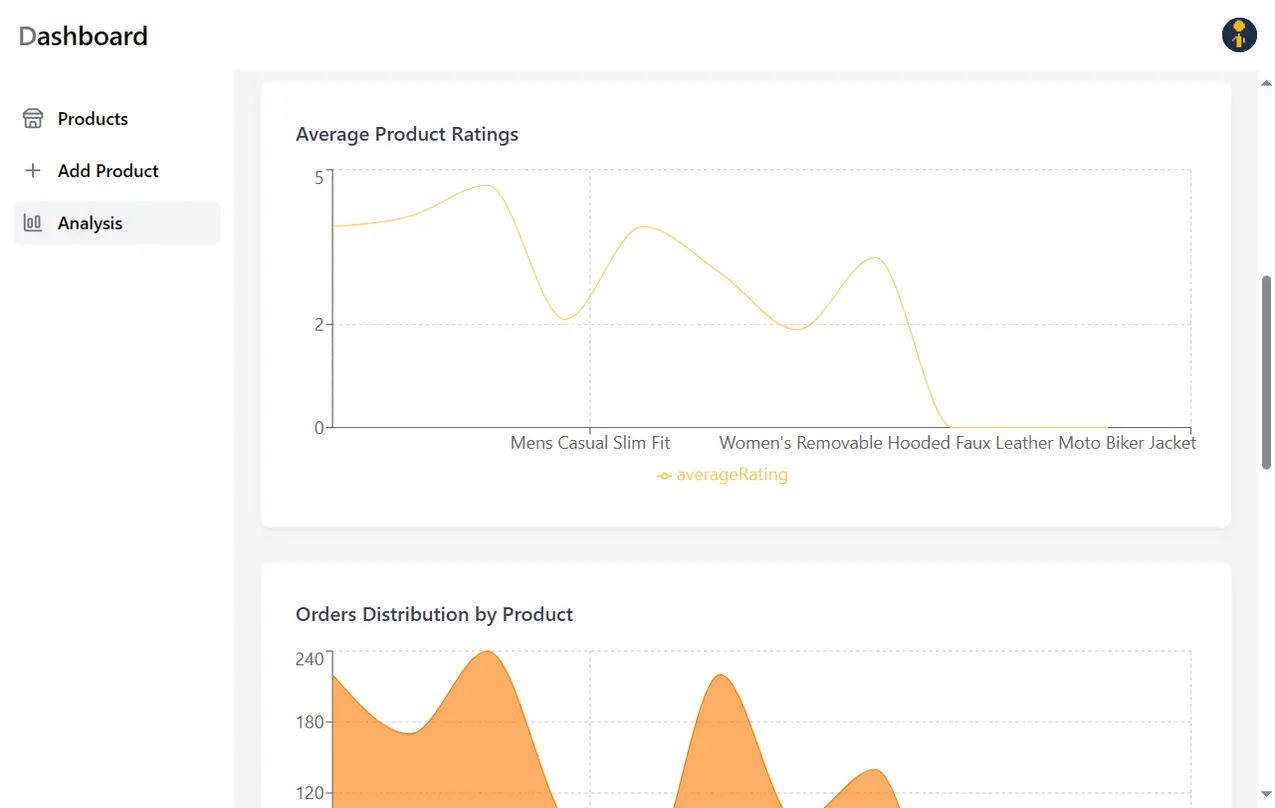 Dashboard
Products
Add Product
Analysis
Average Product Ratings
5
2
0
Mens Casual Slim Fit
Women's Removable Hooded Faux Leather Moto Biker Jacket
averageRating
Orders Distribution by Product
240
180
120